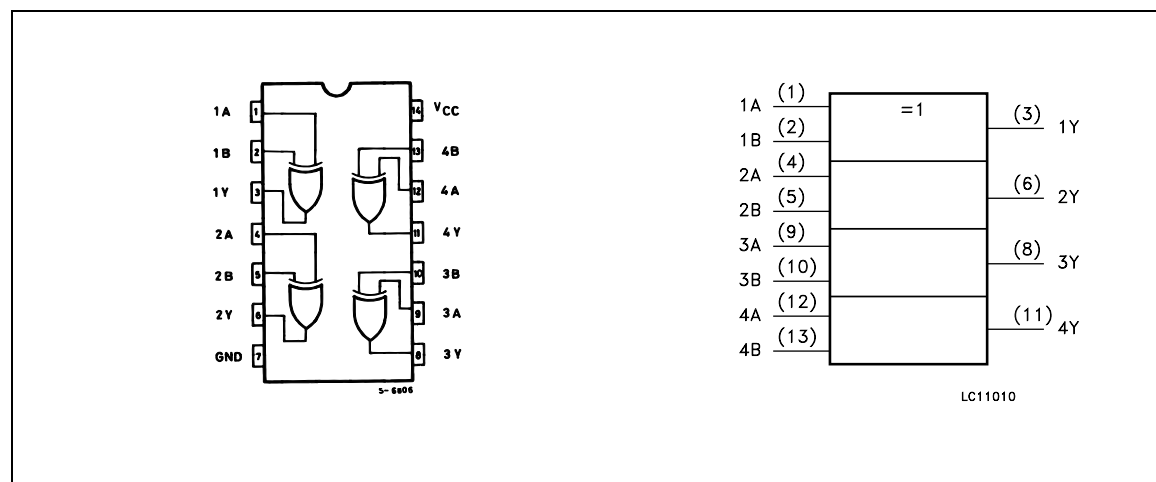 1A 1 14 VCC
1B 2 13 4B
1Y 3 12 4A
2A 4 11 4Y
2B 5 10 3B
2Y 6 9 3A
GND 7 8 3Y
S-6806
1A (1) =1 (3) 1Y
1B (2)
2A (4) (6) 2Y
2B (5)
3A (9) (8) 3Y
3B (10)
4A (12) (11) 4Y
4B (13)
LC11010